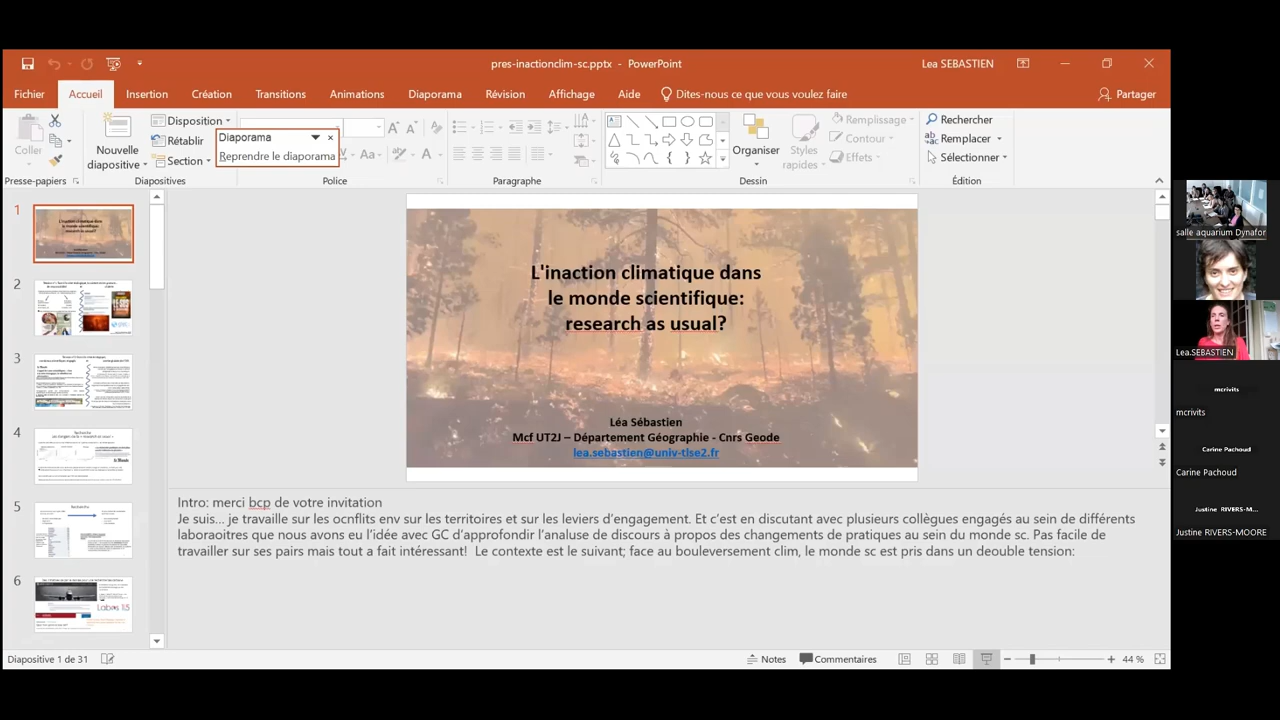 pres-inactionclim-sc.pptx - PowerPoint
Lea SEBASTIEN
Fichier
Accueil
Insertion
Création
Transitions
Animations
Diaporama
Révision
Affichage
Aide
Dites-nous ce que vous voulez faire
Partager
Coller
Nouvelle
diapositive
Disposition
Rétablir
Section
Diaporama
Reprendre le diaporama
Aa
A
Organiser
Styles
rapides
Remplissage
Contour
Effets
Rechercher
Remplacer
Sélectionner
Presse-papiers
Diapositives
Police
Paragraphe
Dessin
Édition
1
2
3
4
5
6
L'inaction climatique dans
le monde scientifique:
research as usual?
Léa Sébastien
Mcf UT2J – Département Géographie - Cnrs Geode
lea.sebastien@univ-tlse2.fr
Intro: merci bcp de votre invitation
Je suis... je travaille sur les ocnflits env sur les territoires et sur les leviers d'engagement. Et c'est en discutant avec plusieurs collègues engagés au sein de différents
laboraoitres que nous avons eu l'idée avec GC d'approfondir l'analuse de discours à propos des changements de pratiques au sein du monde sc. Pas facile de
travailler sur ses pairs mais tout a fait intéressant! Le contexte est le suivant; face au bouleversement clim, le monde sc est pris dans un deouble tension:
Diapositive 1 de 31
Notes
Commentaires
44 %
salle aquarium Dynafor
Lea.SEBASTIEN
mcrivits
mcrivits
Carine Pachoud
Carine Pachoud
Justine RIVERS-M...
Justine RIVERS-MOORE